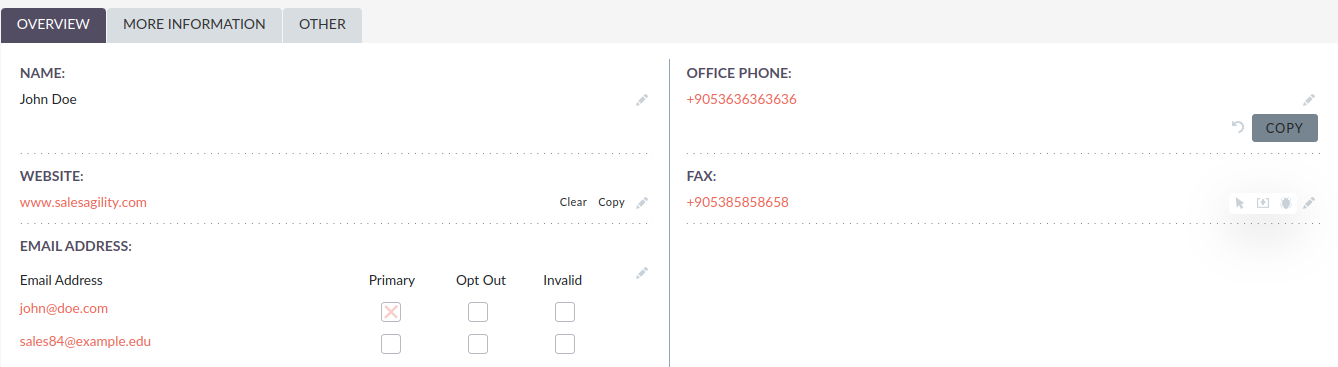 OVERVIEW MORE INFORMATION OTHER
NAME:
John Doe
OFFICE PHONE:
+9053636363636
COPY
WEBSITE:
www.salesagility.com Clear Copy
FAX:
+905385858658
EMAIL ADDRESS:
Email Address Primary Opt Out Invalid
john@doe.com
sales84@example.edu